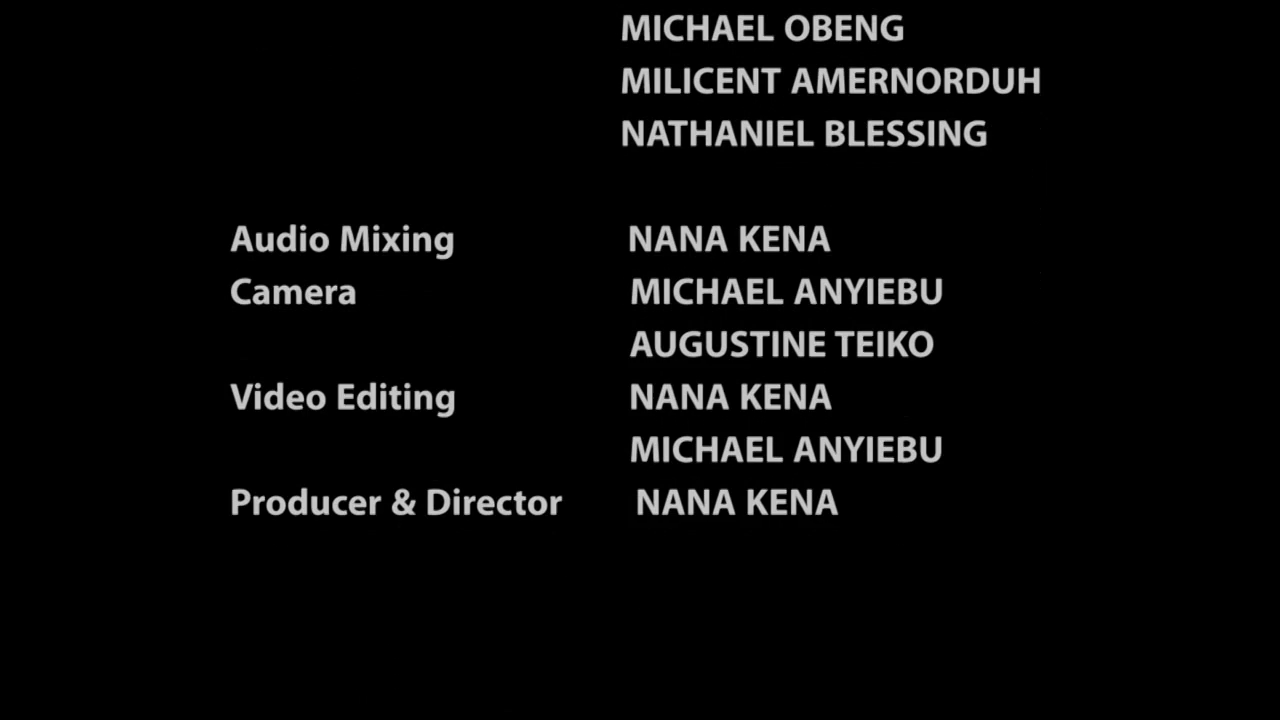 MICHAEL OBENG
MILICENT AMERNORDUH
NATHANIEL BLESSING
Audio Mixing NANA KENA
Camera MICHAEL ANYIEBU
AUGUSTINE TEIKO
Video Editing NANA KENA
MICHAEL ANYIEBU
Producer & Director NANA KENA